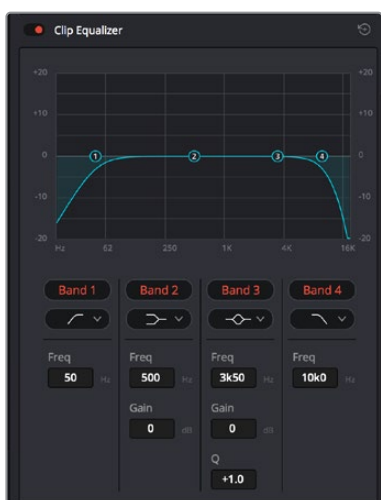 Clip Equalizer
+20 +20
+10 +10
0 1 2 3 4 0
-10 -10
-20 -20
Hz 62 250 1K 4K 16K
Band 1 Band 2 Band 3 Band 4
Freq Freq Freq Freq
50 Hz 500 Hz 3k50 Hz 10k0 Hz
Gain Gain
0 dB 0 dB
Q
+1.0